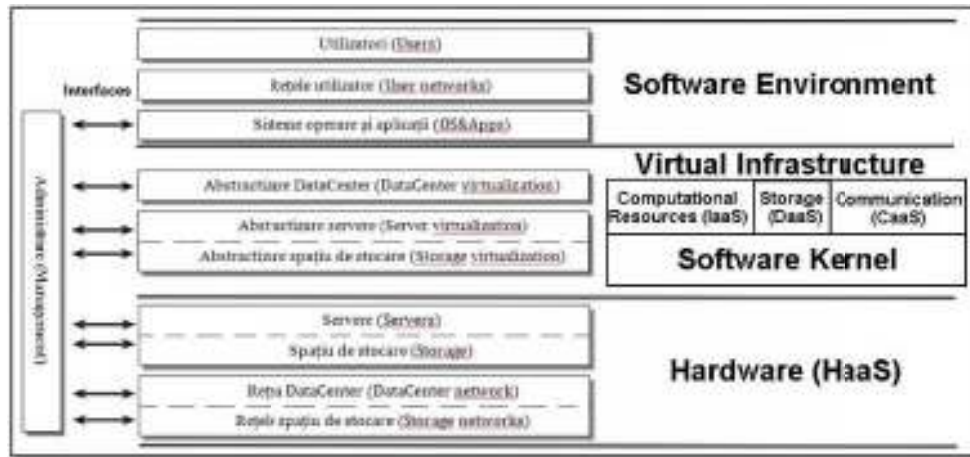 Utilizatori (Users)
Rețele utilizator (User networks)
Interfaces
Sisteme operare și aplicații (OS&Apps)
Software Environment
Administrare (Management)
Abstractizare DataCenter (DataCenter virtualization)
Abstractizare servere (Server virtualization)
Abstractizare spațiu de stocare (Storage virtualization)
Virtual Infrastructure
Computational
Resources (IaaS)
Storage
(DaaS)
Communication
(CaaS)
Software Kernel
Servere (Servers)
Spațiu de stocare (Storage)
Rețea DataCenter (DataCenter network)
Rețele spațiu de stocare (Storage networks)
Hardware (HaaS)